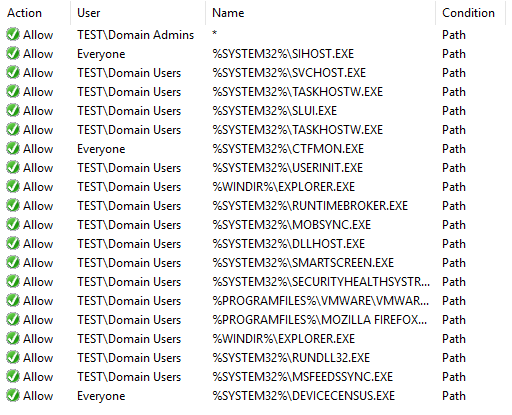 Action User Name Condition
Allow TEST\Domain Admins * Path
Allow Everyone %SYSTEM32%\SIHOST.EXE Path
Allow TEST\Domain Users %SYSTEM32%\SVCHOST.EXE Path
Allow TEST\Domain Users %SYSTEM32%\TASKHOSTW.EXE Path
Allow TEST\Domain Users %SYSTEM32%\SLUI.EXE Path
Allow TEST\Domain Users %SYSTEM32%\TASKHOSTW.EXE Path
Allow Everyone %SYSTEM32%\CTFMON.EXE Path
Allow TEST\Domain Users %SYSTEM32%\USERINIT.EXE Path
Allow TEST\Domain Users %WINDIR%\EXPLORER.EXE Path
Allow TEST\Domain Users %SYSTEM32%\RUNTIMEBROKER.EXE Path
Allow TEST\Domain Users %SYSTEM32%\MOBSYNC.EXE Path
Allow TEST\Domain Users %SYSTEM32%\DLLHOST.EXE Path
Allow TEST\Domain Users %SYSTEM32%\SMARTSCREEN.EXE Path
Allow TEST\Domain Users %SYSTEM32%\SECURITYHEALTHSYSTR... Path
Allow TEST\Domain Users %PROGRAMFILES%\VMWARE\VMWAR... Path
Allow TEST\Domain Users %PROGRAMFILES%\MOZILLA FIREFOX... Path
Allow TEST\Domain Users %WINDIR%\EXPLORER.EXE Path
Allow TEST\Domain Users %SYSTEM32%\RUNDLL32.EXE Path
Allow TEST\Domain Users %SYSTEM32%\MSFEEDSSYNC.EXE Path
Allow Everyone %SYSTEM32%\DEVICECENSUS.EXE Path